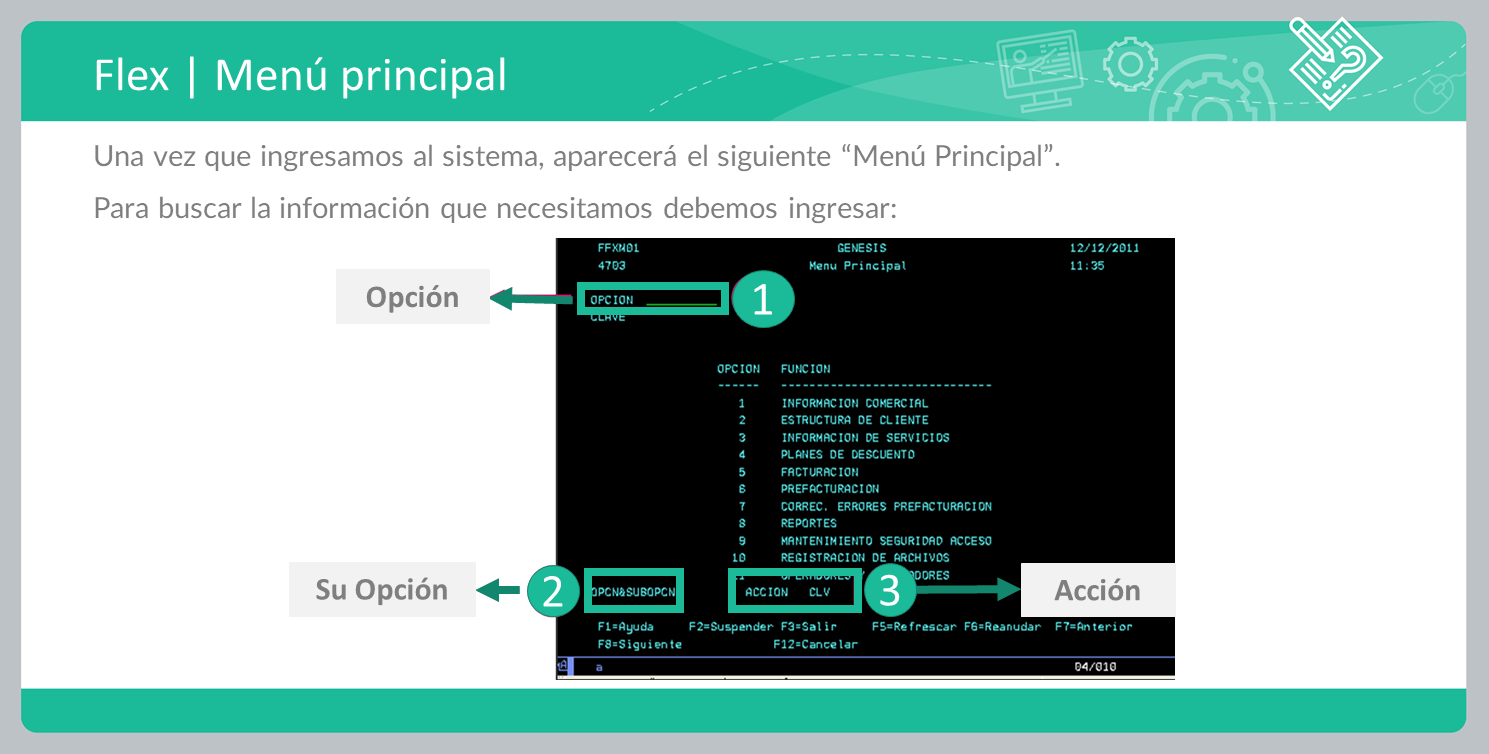 Flex | Menú principal
Una vez que ingresamos al sistema, aparecerá el siguiente “Menú Principal”.
Para buscar la información que necesitamos debemos ingresar:
FFXM01 GENESIS 12/12/2011
4703 Menu Principal 11:35
Opción
OPCION 1
CLAVE
OPCION FUNCION
------ ------------------------------
1 INFORMACION COMERCIAL
2 ESTRUCTURA DE CLIENTE
3 INFORMACION DE SERVICIOS
4 PLANES DE DESCUENTO
5 FACTURACION
6 PREFACTURACION
7 CORREC. ERRORES PREFACTURACION
8 REPORTES
9 MANTENIMIENTO SEGURIDAD ACCESO
10 REGISTRACION DE ARCHIVOS
Su Opción 2 OPCN&SUBOPCN ACCION CLV 3 Acción
F1=Ayuda F2=Suspender F3=Salir F5=Refrescar F6=Reanudar F7=Anterior
F8=Siguiente F12=Cancelar
a 04/010